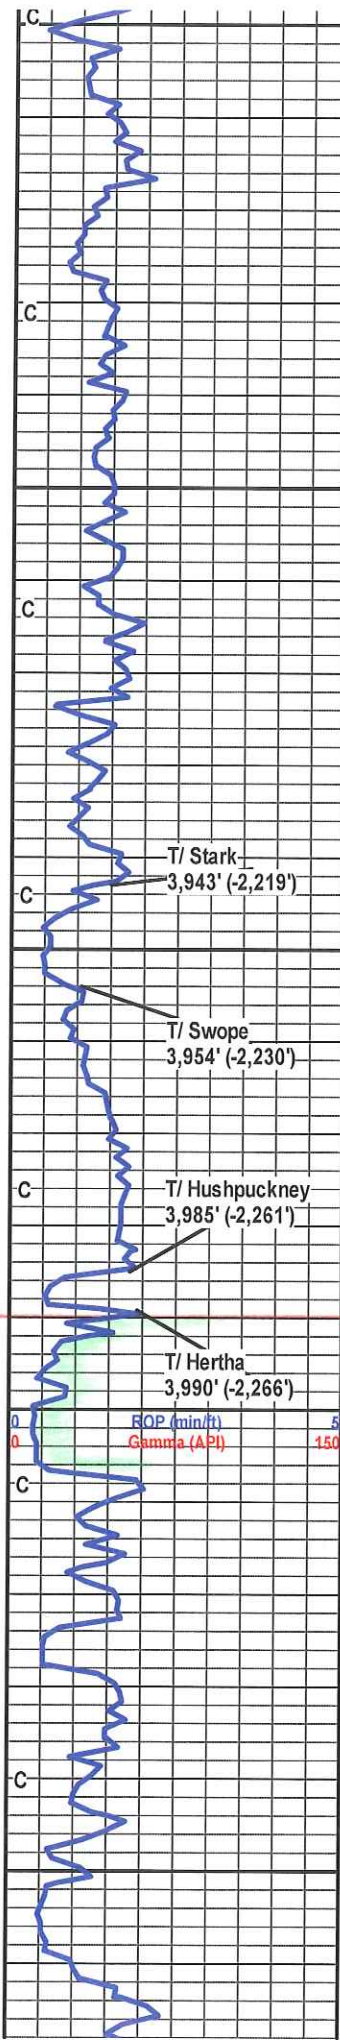 C
C
C
T/ Stark
3,943' (-2,219')
C
T/ Swope
3,954' (-2,230')
C
T/ Hushpuckney
3,985' (-2,261')
T/ Hertha
3,990' (-2,266')
0 ROP (min/ft) 5
0 Gamma (API) 150
C
C